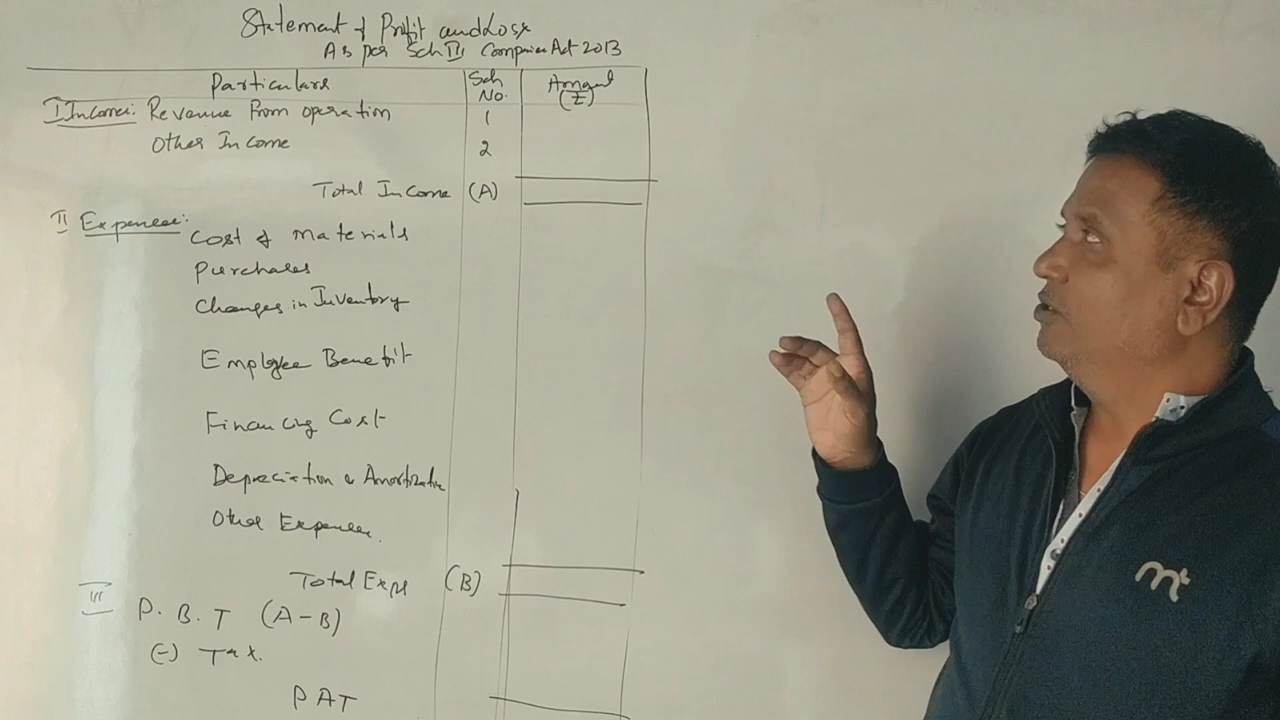 Statement of Profit and Loss
As per Sch III Companies Act 2013
Particulars Sch No. Amount (₹)
I Income: Revenue From operation 1
Other Income 2
Total Income (A)
II Expenses:
Cost of Materials
Purchases
Changes in Inventory
Employee Benefit
Financing Cost
Depreciation & Amortization
Other Expenses.
Total Exps (B)
III P. B. T (A-B)
(-) Tax.
PAT
mt